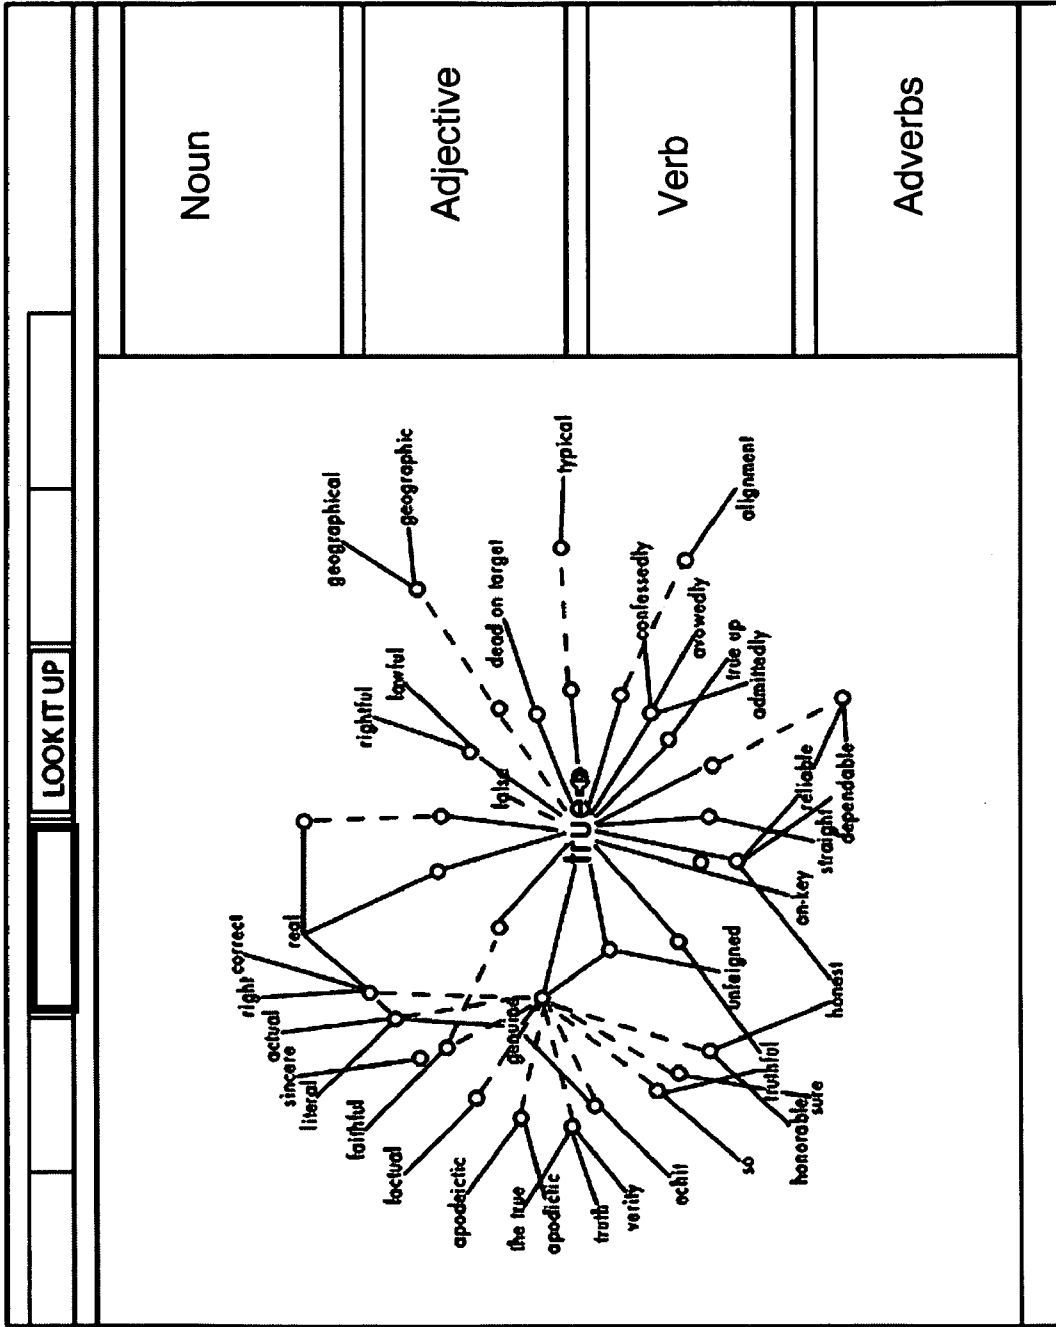 LOOK IT UP
Noun
right
correct
actual
sincere
real
literal
geographical
faithful
rightful
factual
lawful
geographic
Adjective
apodeictic
genuine
false
dead on target
the true
apodictic
true
typical
truth
verity
echit
confessedly
Verb
unfeigned
avowedly
true up
so
admittedly
alignment
truthful
honorable
sure
on-key
reliable
straight
honest
dependable
Adverbs